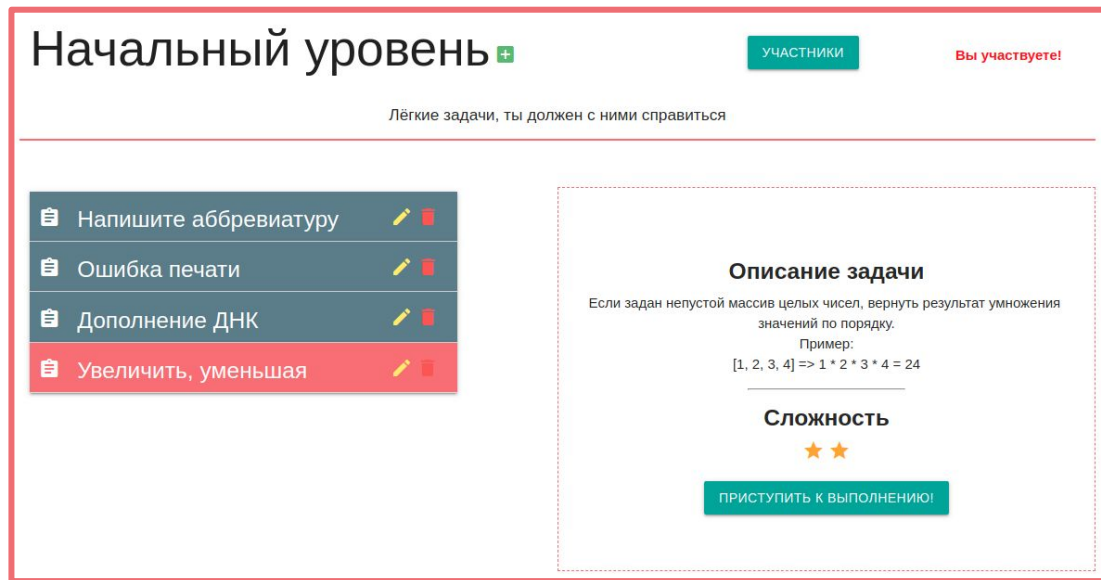 Начальный уровень
УЧАСТНИКИ
Вы участвуете!
Лёгкие задачи, ты должен с ними справиться
Напишите аббревиатуру
Ошибка печати
Дополнение ДНК
Увеличить, уменьшая
Описание задачи
Если задан непустой массив целых чисел, вернуть результат умножения
значений по порядку.
Пример:
[1, 2, 3, 4] => 1 * 2 * 3 * 4 = 24
Сложность
ПРИСТУПИТЬ К ВЫПОЛНЕНИЮ!